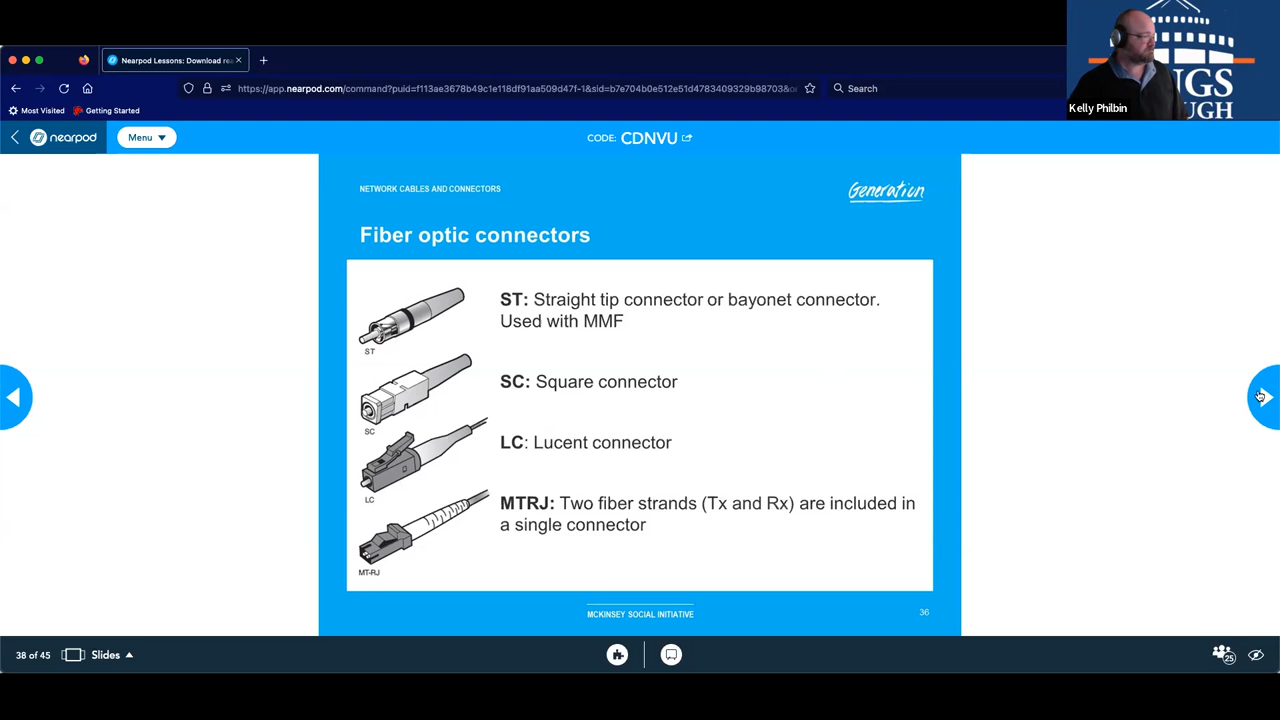 Nearpod Lessons: Download rea
https://app.nearpod.com/command?puid=f113ae3678b49c1e118df91aa509d47f-1&sid=b7e704b0e512e51d4783409329b98703&o
Search
Kelly Philbin
Most Visited
Getting Started
nearpod
Menu
CODE: CDNVU
NETWORK CABLES AND CONNECTORS
Generation
Fiber optic connectors
ST
ST: Straight tip connector or bayonet connector.
Used with MMF
SC
SC: Square connector
LC
LC: Lucent connector
MT-RJ
MTRJ: Two fiber strands (Tx and Rx) are included in
a single connector
MCKINSEY SOCIAL INITIATIVE
36
38 of 45
Slides
25